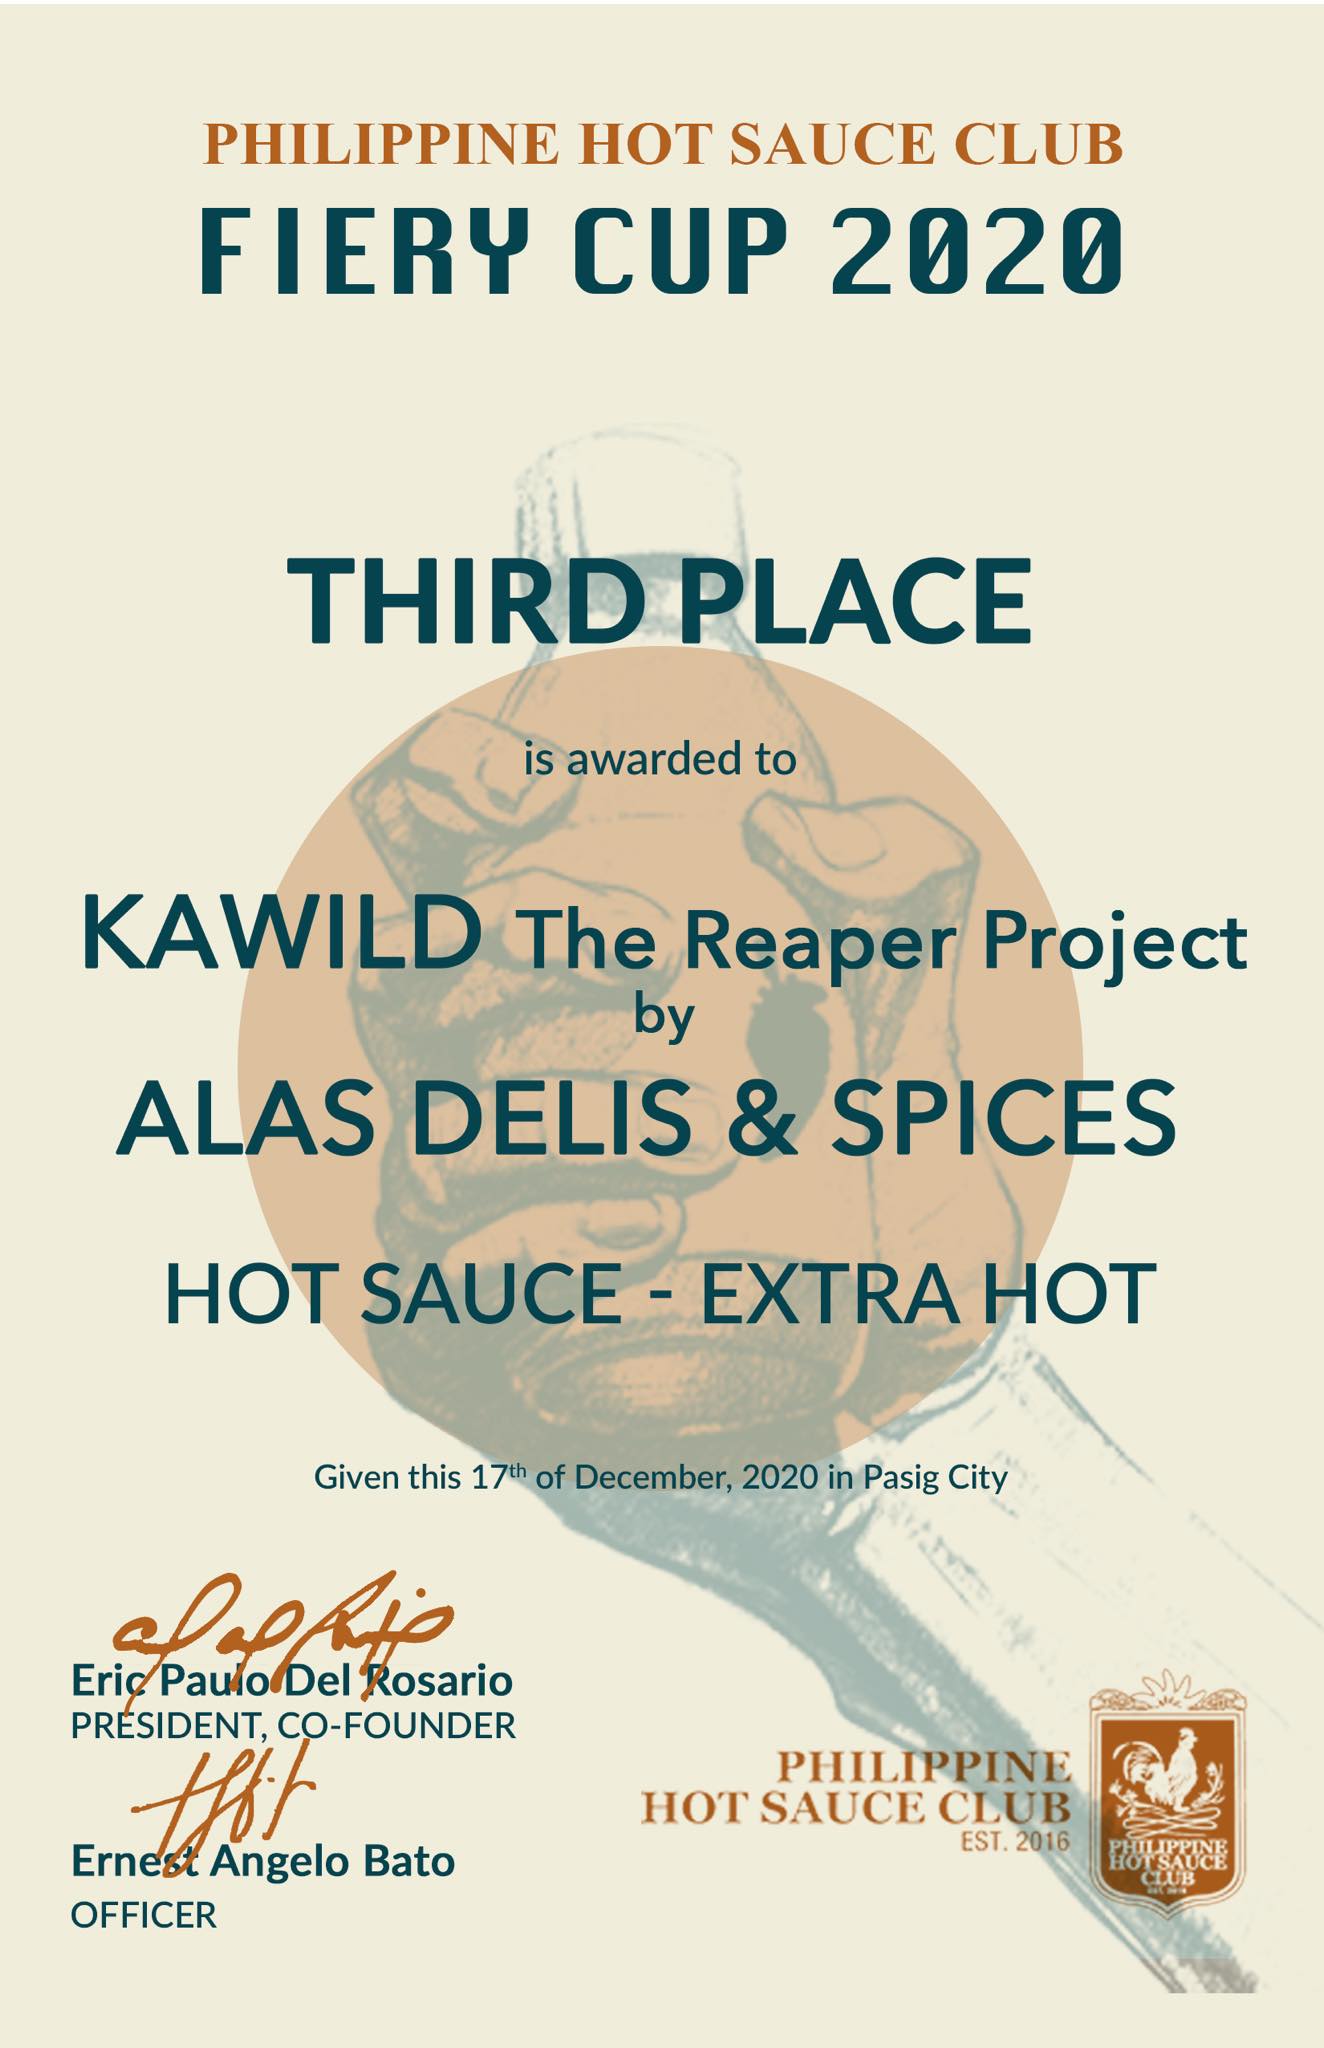 PHILIPPINE HOT SAUCE CLUB
FIERY CUP 2020
THIRD PLACE
is awarded to
KAWILD The Reaper Project
by
ALAS DELIS & SPICES
HOT SAUCE - EXTRA HOT
Given this 17th of December, 2020 in Pasig City
Eric Paulo Del Rosario
PRESIDENT, CO-FOUNDER
Ernest Angelo Bato
OFFICER
PHILIPPINE
HOT SAUCE CLUB
EST. 2016
PHILIPPINE
HOT SAUCE
CLUB
EST. 2016